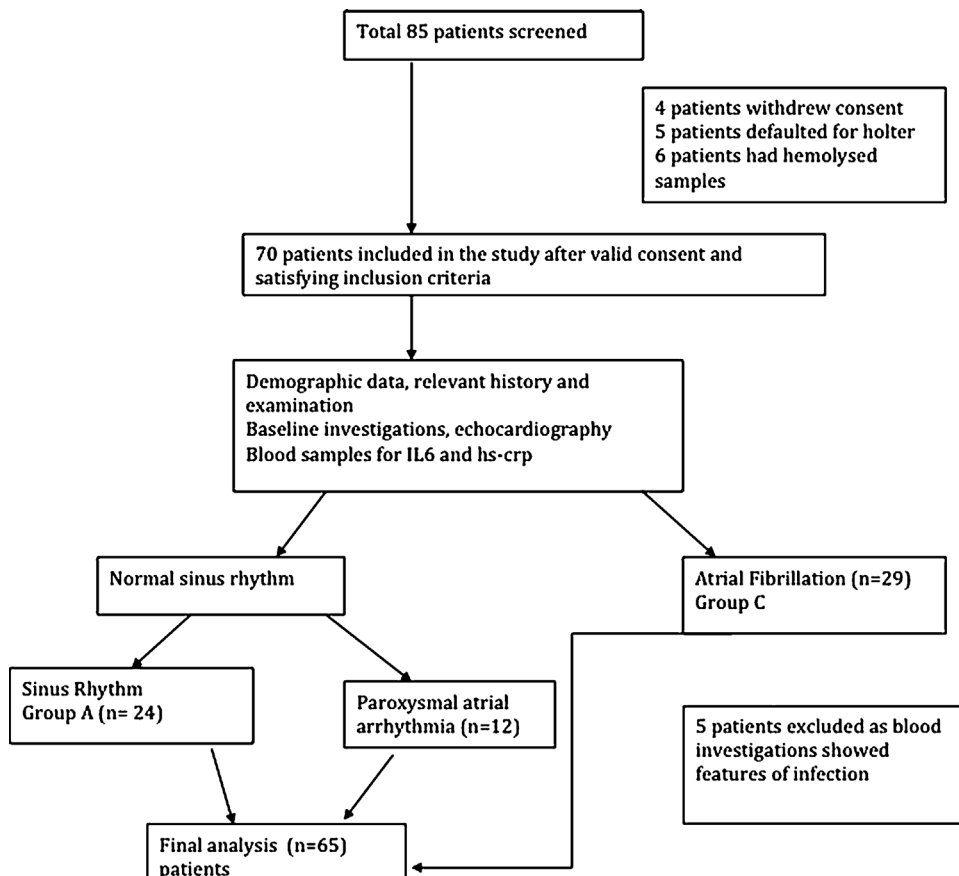 Total 85 patients screened
4 patients withdrew consent
5 patients defaulted for holter
6 patients had hemolysed
samples
70 patients included in the study after valid consent and
satisfying inclusion criteria
Demographic data, relevant history and
examination
Baseline investigations, echocardiography
Blood samples for IL6 and hs-crp
Normal sinus rhythm
Atrial Fibrillation (n=29)
Group C
Sinus Rhythm
Group A (n= 24)
Paroxysmal atrial
arrhythmia (n=12)
5 patients excluded as blood
investigations showed
features of infection
Final analysis (n=65)
patients